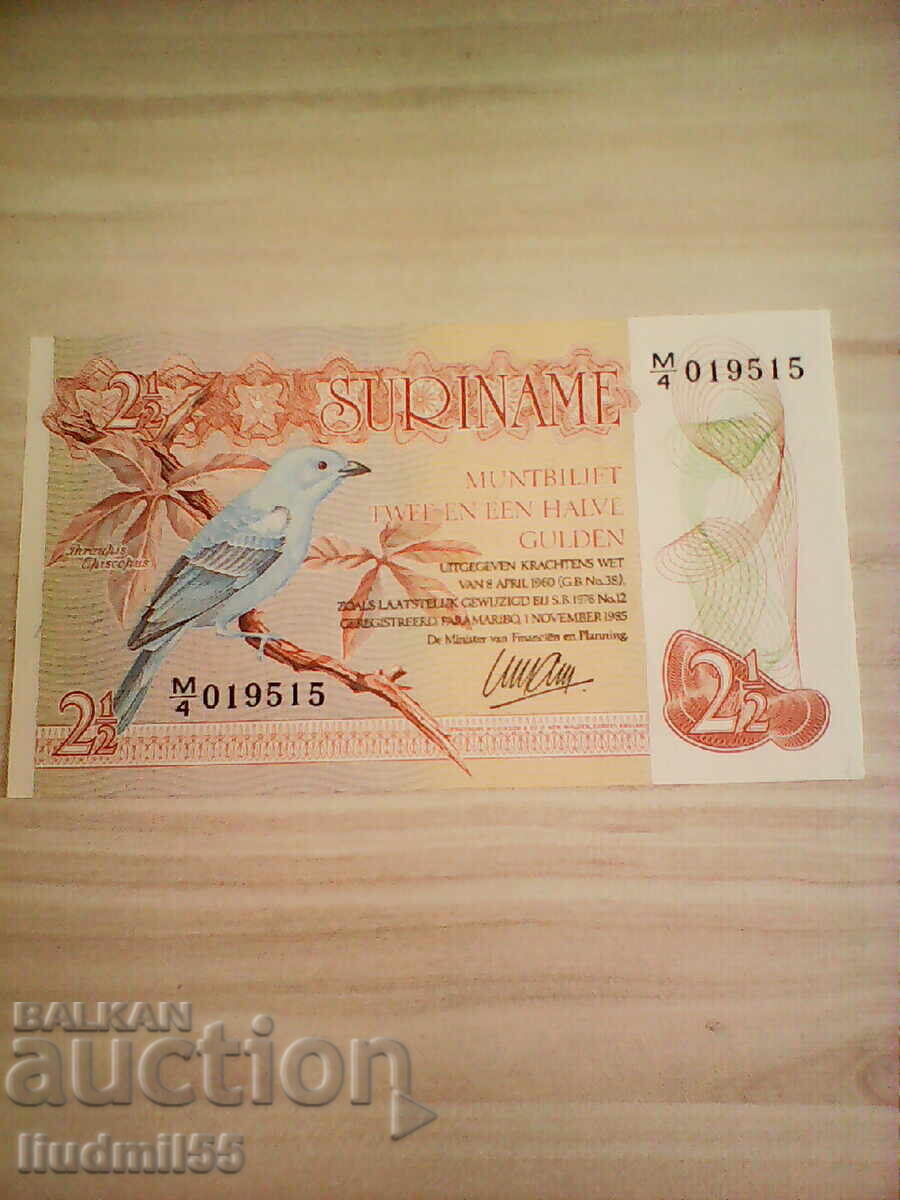 2½
SURINAME
M/4 019515
MUNTBILJET
TWEE EN EEN HALVE
GULDEN
Thraupis
Episcopus
UITGEGEVEN KRACHTENS WET
VAN 8 APRIL 1960 (G.B. No. 38),
ZOALS LAATSTELIJK GEWIJZIGD BIJ S.B. 1978 No. 12
GEREGISTREERD, PARAMARIBO, 1 NOVEMBER 1985
De Minister van Financiën en Planning,
M/4 019515
2½
2½
BALKAN
auction
liudmil55